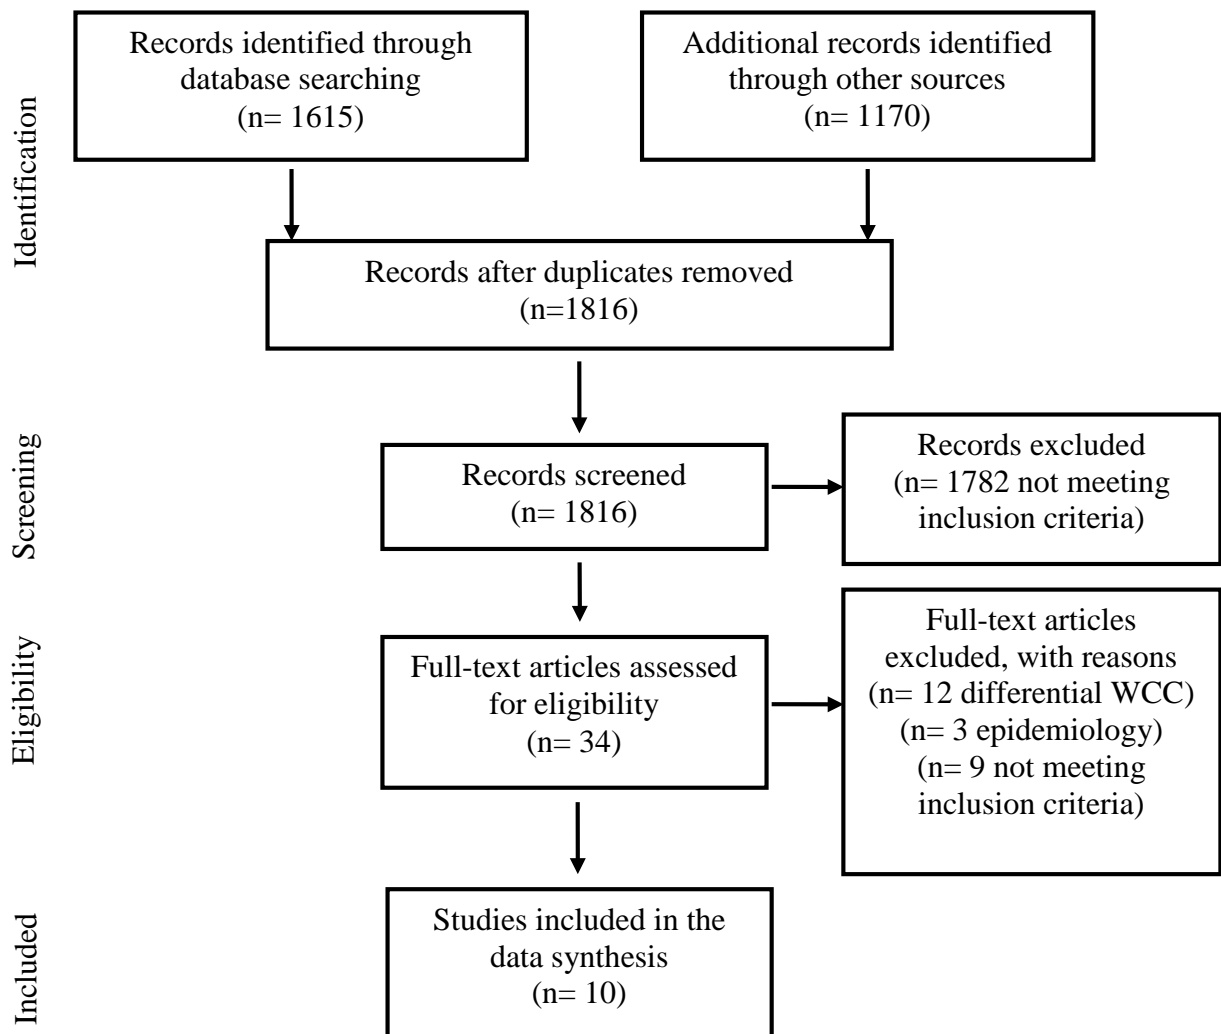 Identification
Records identified through
database searching
(n= 1615)
Additional records identified
through other sources
(n= 1170)
Records after duplicates removed
(n=1816)
Screening
Records screened
(n= 1816)
Records excluded
(n= 1782 not meeting
inclusion criteria)
Eligibility
Full-text articles assessed
for eligibility
(n= 34)
Full-text articles
excluded, with reasons
(n= 12 differential WCC)
(n= 3 epidemiology)
(n= 9 not meeting
inclusion criteria)
Included
Studies included in the
data synthesis
(n= 10)